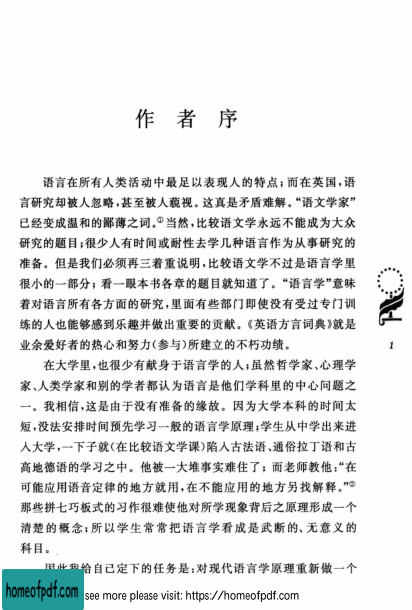 作者序
语言在所有人类活动中最足以表现人的特点；而在英国，语
言研究却被人忽略，甚至被人藐视。这真是矛盾难解。“语文学家”
已经变成温和的鄙薄之词。①当然，比较语文学永远不能成为大众
研究的题目；很少人有时间或耐性去学几种语言作为从事研究的
准备。但是我们必须再三着重说明，比较语文学不过是语言学里
很小的一部分；看一眼本书各章的题目就知道了。“语言学”意味
着对语言所有各方面的研究，里面有些部门即使没有受过专门训
练的人也能够感到乐趣并做出重要的贡献。《英语方言词典》就是
业余爱好者的热心和努力(参与)所建立的不朽功绩。
1
在大学里，也很少有献身于语言学的人；虽然哲学家、心理学
家、人类学家和别的学者都认为语言是他们学科里的中心问题之
一。我相信，这是由于没有准备的缘故。因为大学本科的时间太
短，没法安排时间预先学习一般的语言学原理；学生从中学出来进
入大学，一下子就(在比较语文学课)陷入古法语、通俗拉丁语和古
高地德语的学习之中。他被一大堆事实难住了；而老师教他：“在
可能应用语音定律的地方就用，在不能应用的地方另找解释。”②
那些拼七巧板式的习作很难使他对所学现象背后之原理形成一个
清楚的概念；所以学生常常把语言学看成是武断的、无意义的
科目。
因此我给自己定下的任务是：对现代语言学原理重新做一个
homeofpdf.com
see more please visit: https://homeofpdf.com